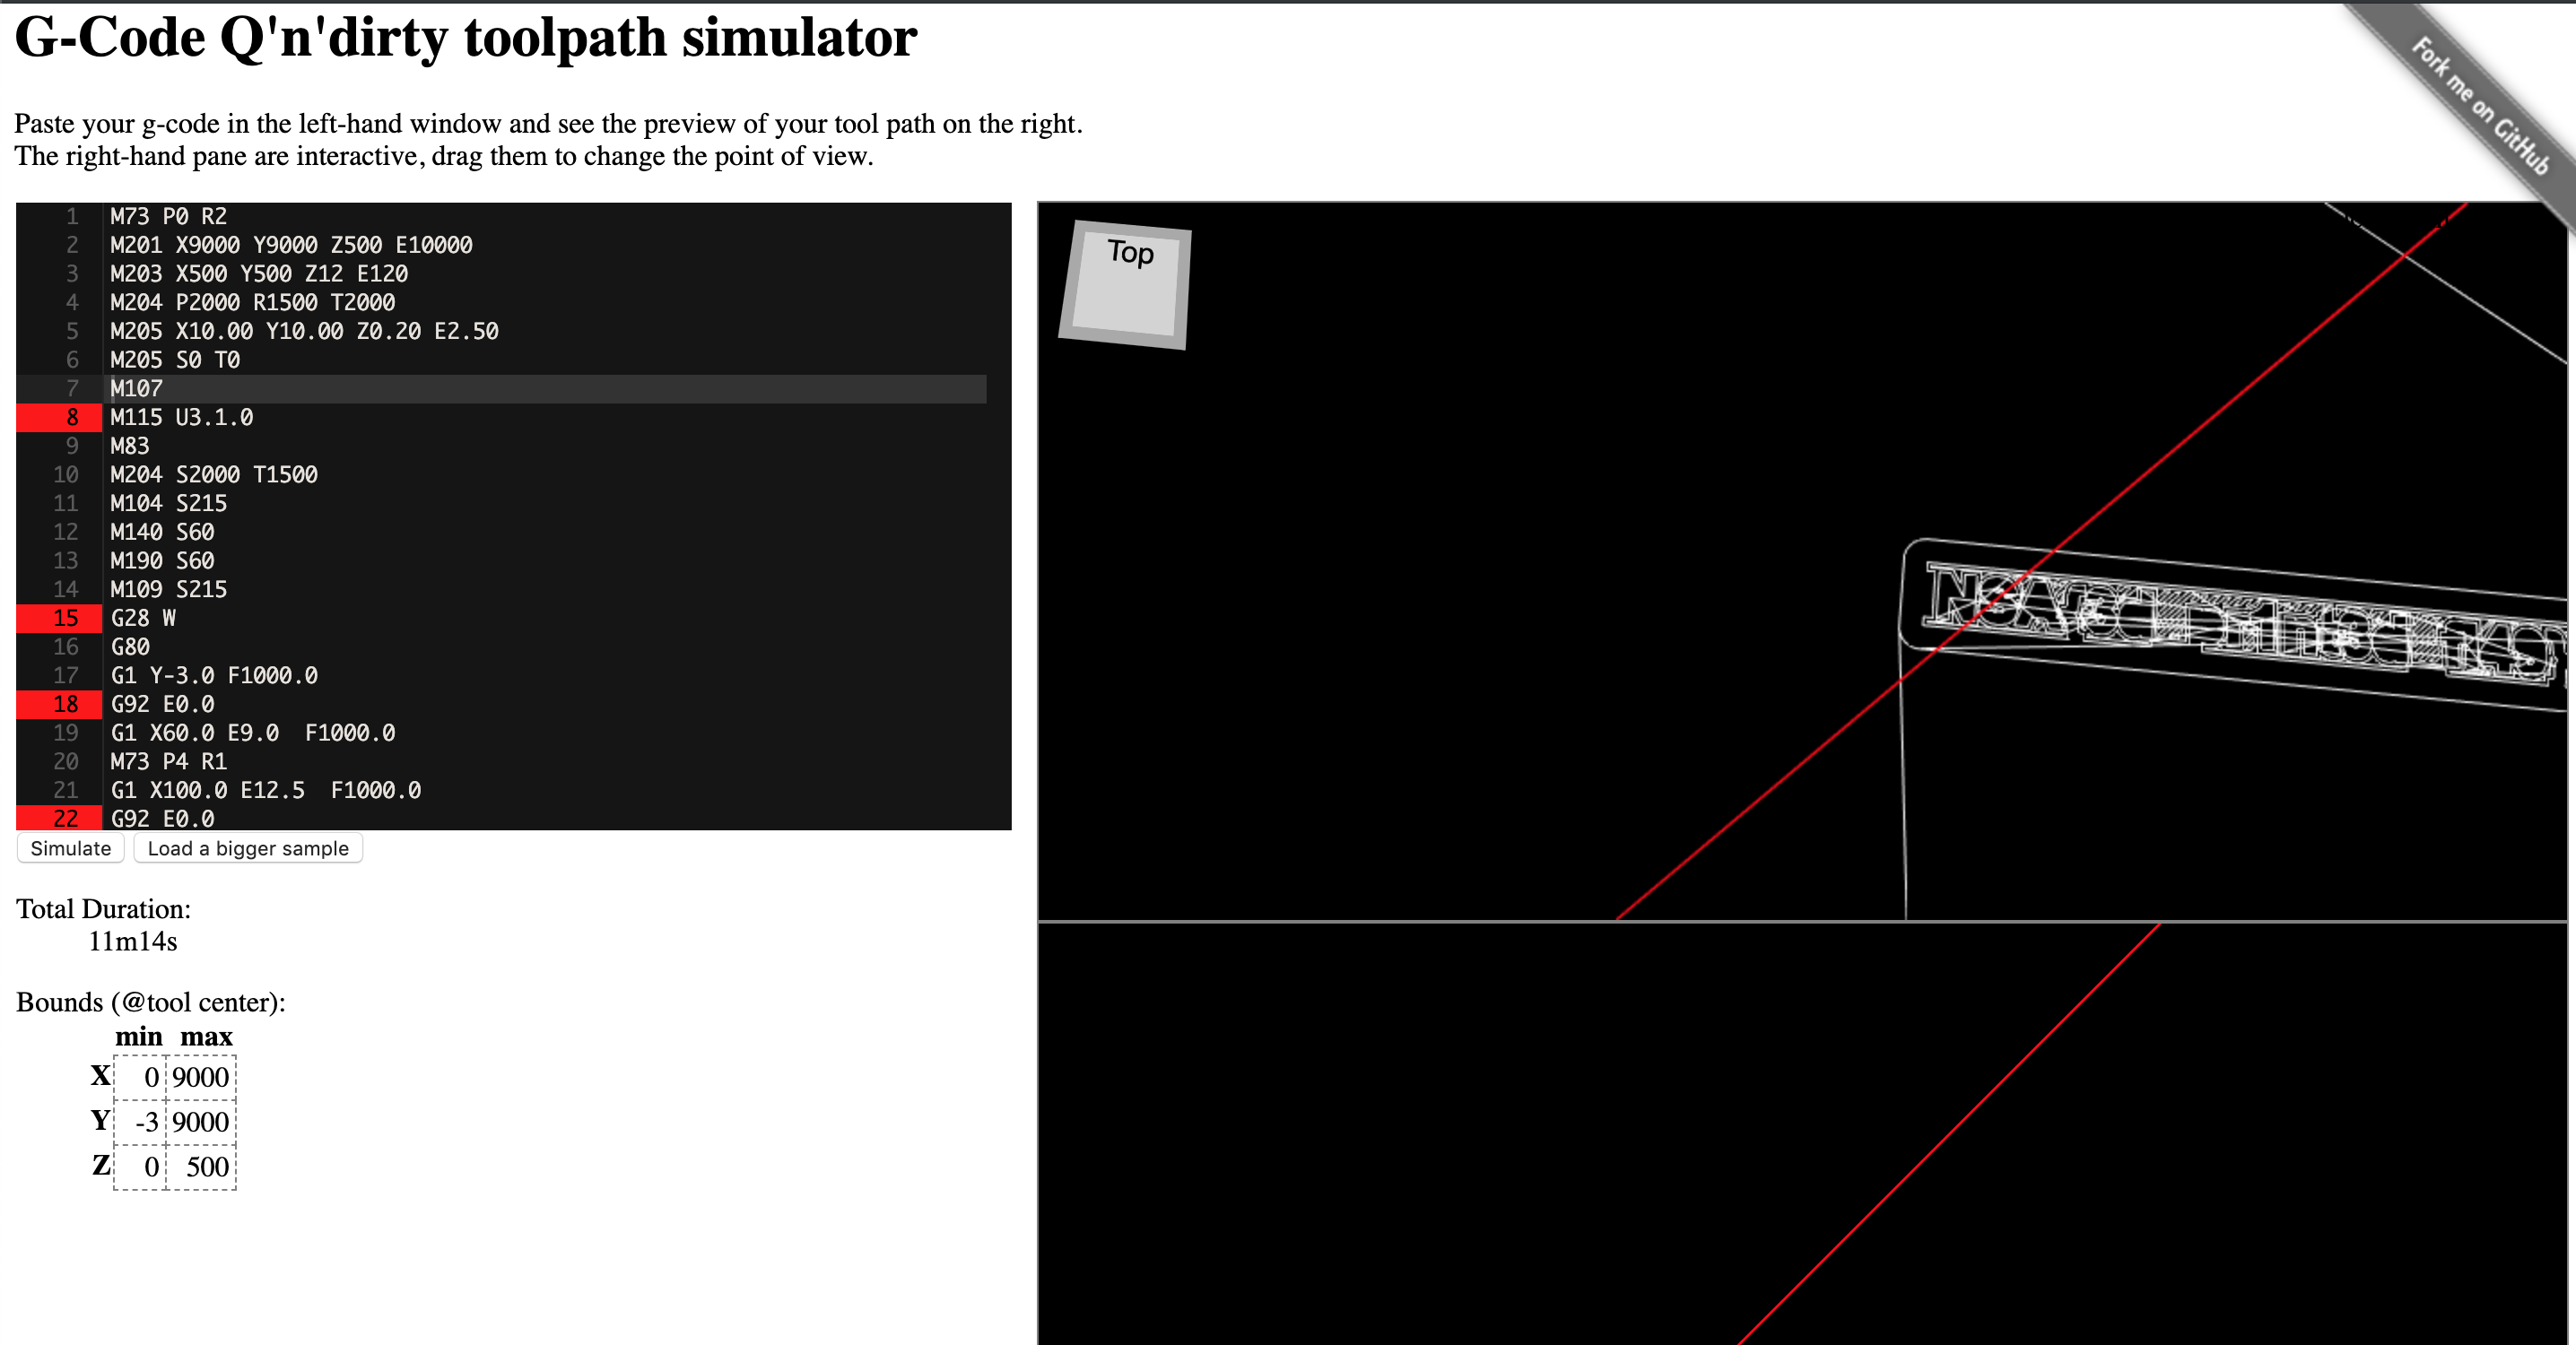 G-Code Q'n'dirty toolpath simulator
Fork me on GitHub
Paste your g-code in the left-hand window and see the preview of your tool path on the right.
The right-hand pane are interactive, drag them to change the point of view.
1 M73 P0 R2
2 M201 X9000 Y9000 Z500 E10000
3 M203 X500 Y500 Z12 E120
4 M204 P2000 R1500 T2000
5 M205 X10.00 Y10.00 Z0.20 E2.50
6 M205 S0 T0
7 M107
8 M115 U3.1.0
9 M83
10 M204 S2000 T1500
11 M104 S215
12 M140 S60
13 M190 S60
14 M109 S215
15 G28 W
16 G80
17 G1 Y-3.0 F1000.0
18 G92 E0.0
19 G1 X60.0 E9.0  F1000.0
20 M73 P4 R1
21 G1 X100.0 E12.5  F1000.0
22 G92 E0.0
Top
Simulate Load a bigger sample
Total Duration:
11m14s
Bounds (@tool center):
min max
X 0 9000
Y -3 9000
Z 0 500